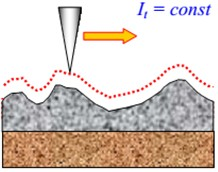 Iₜ = const